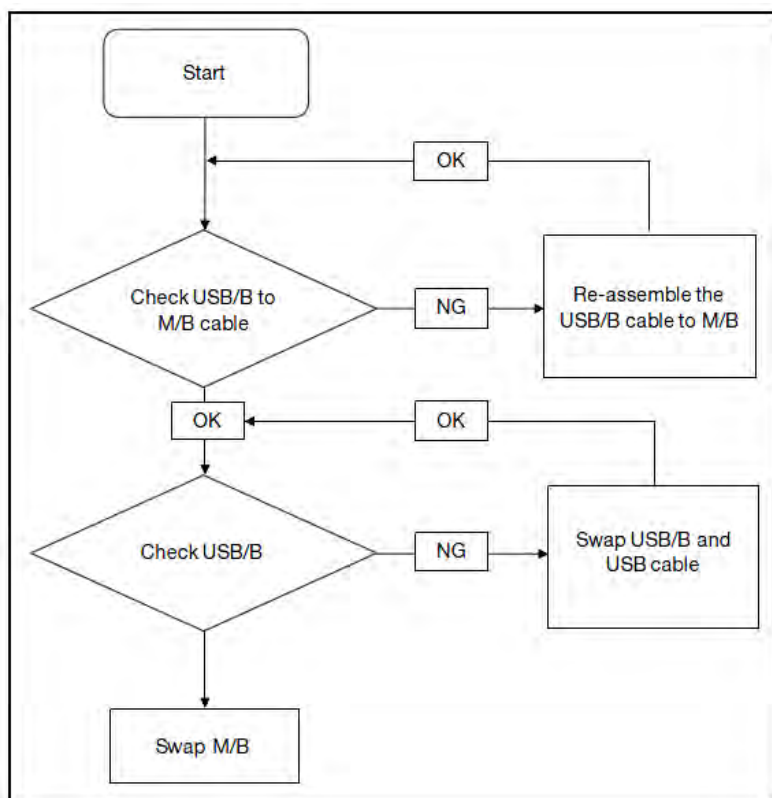 Start
OK
Check USB/B to
M/B cable
NG
Re-assemble the
USB/B cable to M/B
OK
OK
Check USB/B
NG
Swap USB/B and
USB cable
Swap M/B